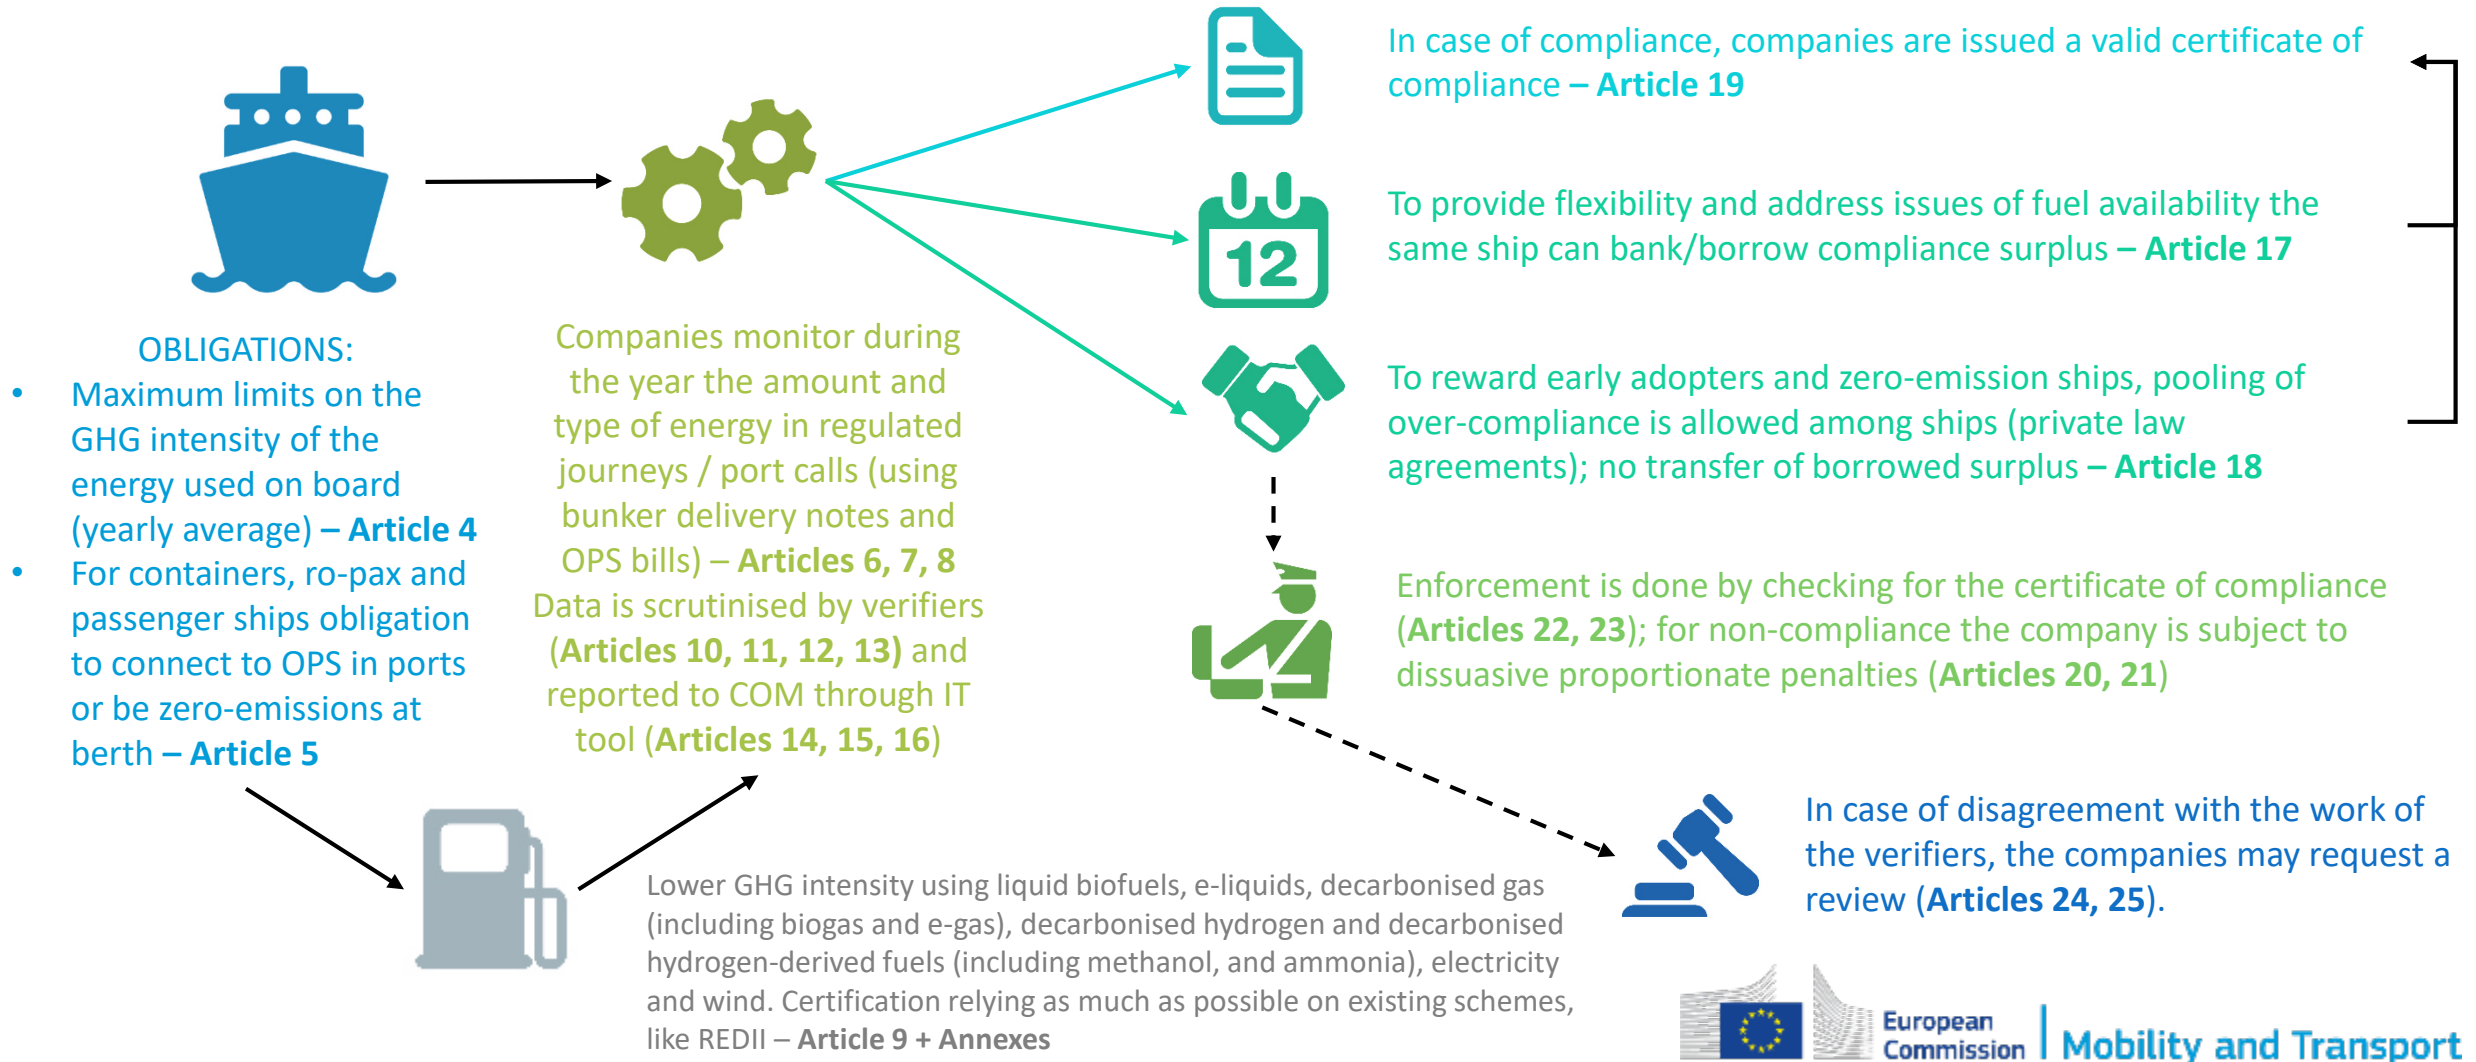 OBLIGATIONS:
• Maximum limits on the
GHG intensity of the
energy used on board
(yearly average) – Article 4
• For containers, ro-pax and
passenger ships obligation
to connect to OPS in ports
or be zero-emissions at
berth – Article 5
Companies monitor during
the year the amount and
type of energy in regulated
journeys / port calls (using
bunker delivery notes and
OPS bills) – Articles 6, 7, 8
Data is scrutinised by verifiers
(Articles 10, 11, 12, 13) and
reported to COM through IT
tool (Articles 14, 15, 16)
Lower GHG intensity using liquid biofuels, e-liquids, decarbonised gas
(including biogas and e-gas), decarbonised hydrogen and decarbonised
hydrogen-derived fuels (including methanol, and ammonia), electricity
and wind. Certification relying as much as possible on existing schemes,
like REDII – Article 9 + Annexes
In case of compliance, companies are issued a valid certificate of
compliance – Article 19
12
To provide flexibility and address issues of fuel availability the
same ship can bank/borrow compliance surplus – Article 17
To reward early adopters and zero-emission ships, pooling of
over-compliance is allowed among ships (private law
agreements); no transfer of borrowed surplus – Article 18
Enforcement is done by checking for the certificate of compliance
(Articles 22, 23); for non-compliance the company is subject to
dissuasive proportionate penalties (Articles 20, 21)
In case of disagreement with the work of
the verifiers, the companies may request a
review (Articles 24, 25).
European
Commission
Mobility and Transport